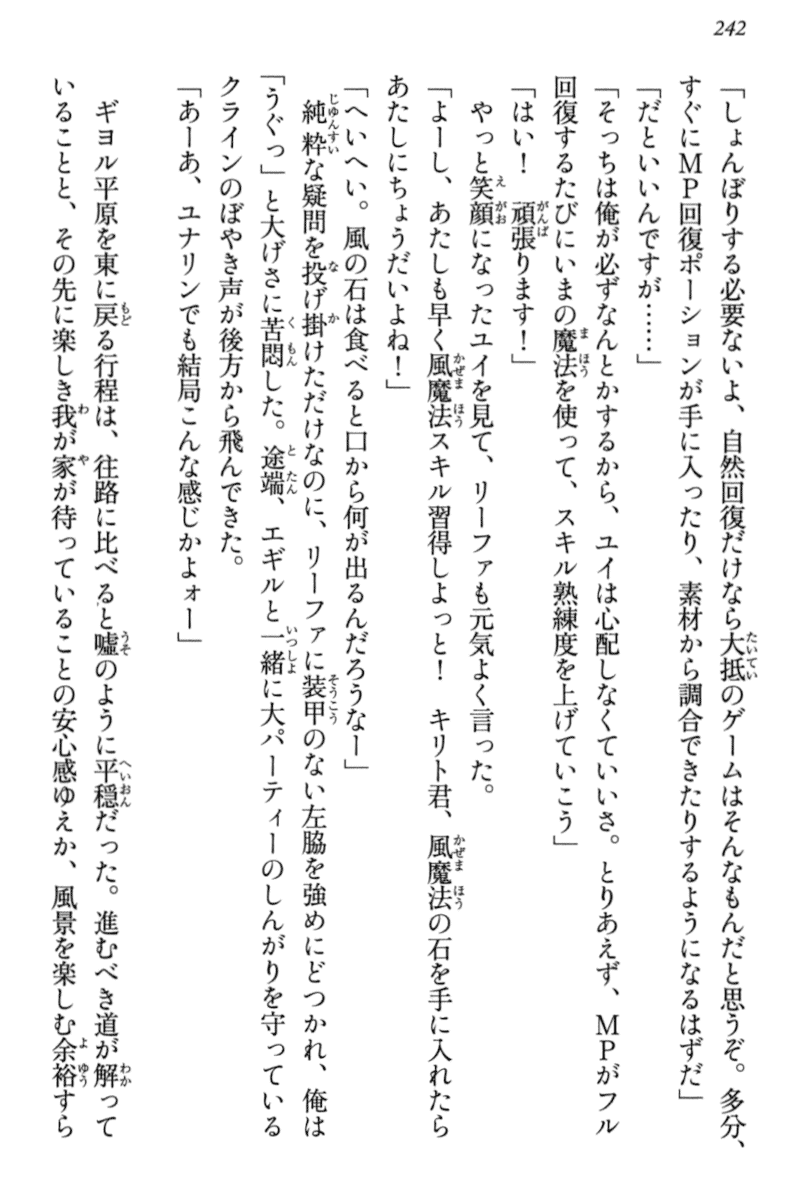 242
「しょんぼりする必要ないよ、自然回復だけなら大抵のゲームはそんなもんだと思うぞ。多分、
すぐにMP回復ポーションが手に入ったり、素材から調合できたりするようになるはずだ」
「だといいんですが……」
「そっちは俺が必ずなんとかするから、ユイは心配しなくていいさ。とりあえず、MPがフル
回復するたびにいまの魔法を使って、スキル熟練度を上げていこう」
「はい！　頑張ります！」
　やっと笑顔になったユイを見て、リーファも元気よく言った。
「よーし、あたしも早く風魔法スキル習得しよっと！　キリト君、風魔法の石を手に入れたら
あたしにちょうだいよね！」
「へいへい。風の石は食べると口から何が出るんだろうなー」
　純粋な疑問を投げ掛けただけなのに、リーファに装甲のない左脇を強めにどつかれ、俺は
「うぐっ」と大げさに苦悶した。途端、エギルと一緒に大パーティーのしんがりを守っている
クラインのぼやき声が後方から飛んできた。
「あーあ、ユナリンでも結局こんな感じかよォー」
　ギヨル平原を東に戻る行程は、往路に比べると嘘のように平穏だった。進むべき道が解って
いることと、その先に楽しき我が家が待っていることの安心感ゆえか、風景を楽しむ余裕すら